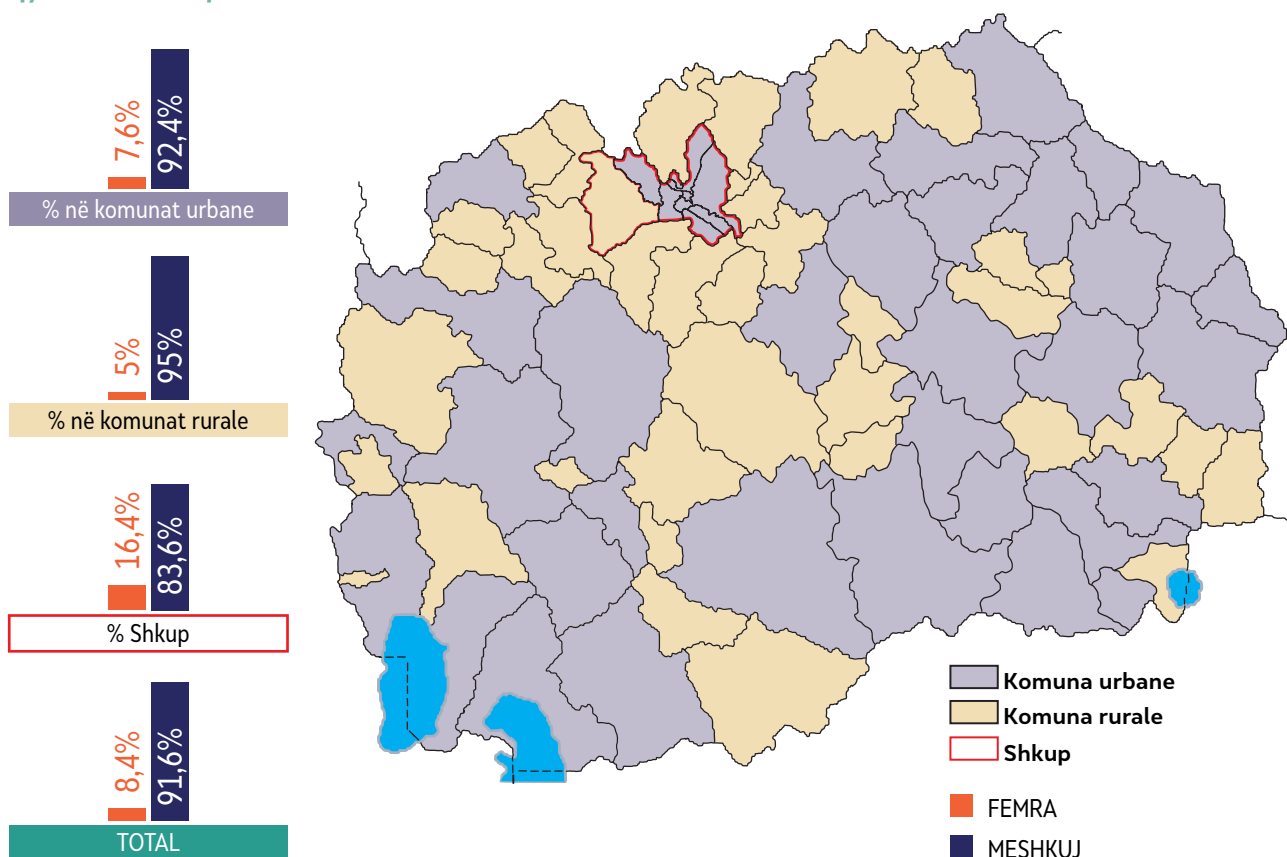 7,6%
92,4%
% në komunat urbane
5%
95%
% në komunat rurale
16,4%
83,6%
% Shkup
8,4%
91,6%
TOTAL
Komuna urbane
Komuna rurale
Shkup
FEMRA
MESHKUJ